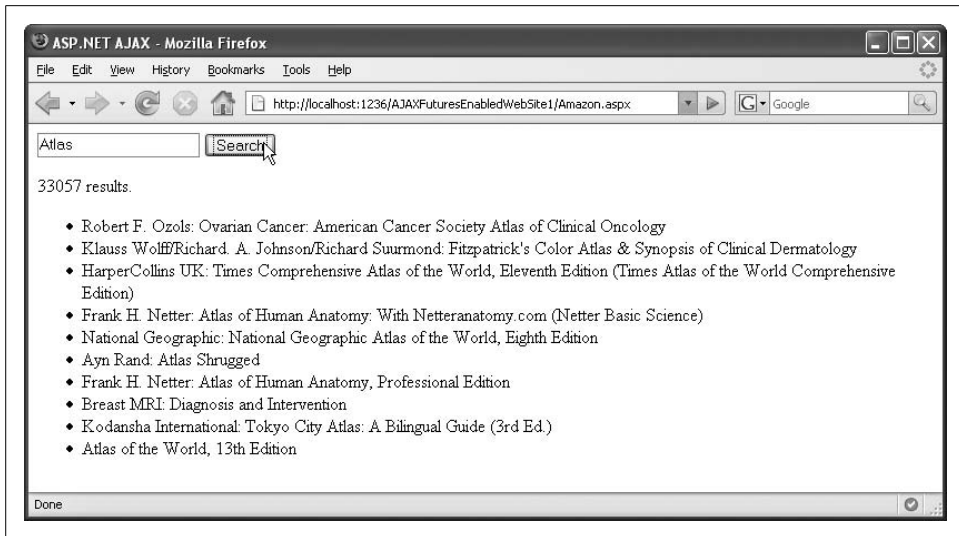 ASP.NET AJAX - Mozilla Firefox
File Edit View History Bookmarks Tools Help
http://localhost:1236/AJAXFuturesEnabledWebSite1/Amazon.aspx
G Google
Atlas Search
33057 results.
• Robert F. Ozols: Ovarian Cancer: American Cancer Society Atlas of Clinical Oncology
• Klauss Wolff/Richard. A. Johnson/Richard Suurmond: Fitzpatrick's Color Atlas & Synopsis of Clinical Dermatology
• HarperCollins UK: Times Comprehensive Atlas of the World, Eleventh Edition (Times Atlas of the World Comprehensive
Edition)
• Frank H. Netter: Atlas of Human Anatomy: With Netteranatomy.com (Netter Basic Science)
• National Geographic: National Geographic Atlas of the World, Eighth Edition
• Ayn Rand: Atlas Shrugged
• Frank H. Netter: Atlas of Human Anatomy, Professional Edition
• Breast MRI: Diagnosis and Intervention
• Kodansha International: Tokyo City Atlas: A Bilingual Guide (3rd Ed.)
• Atlas of the World, 13th Edition
Done